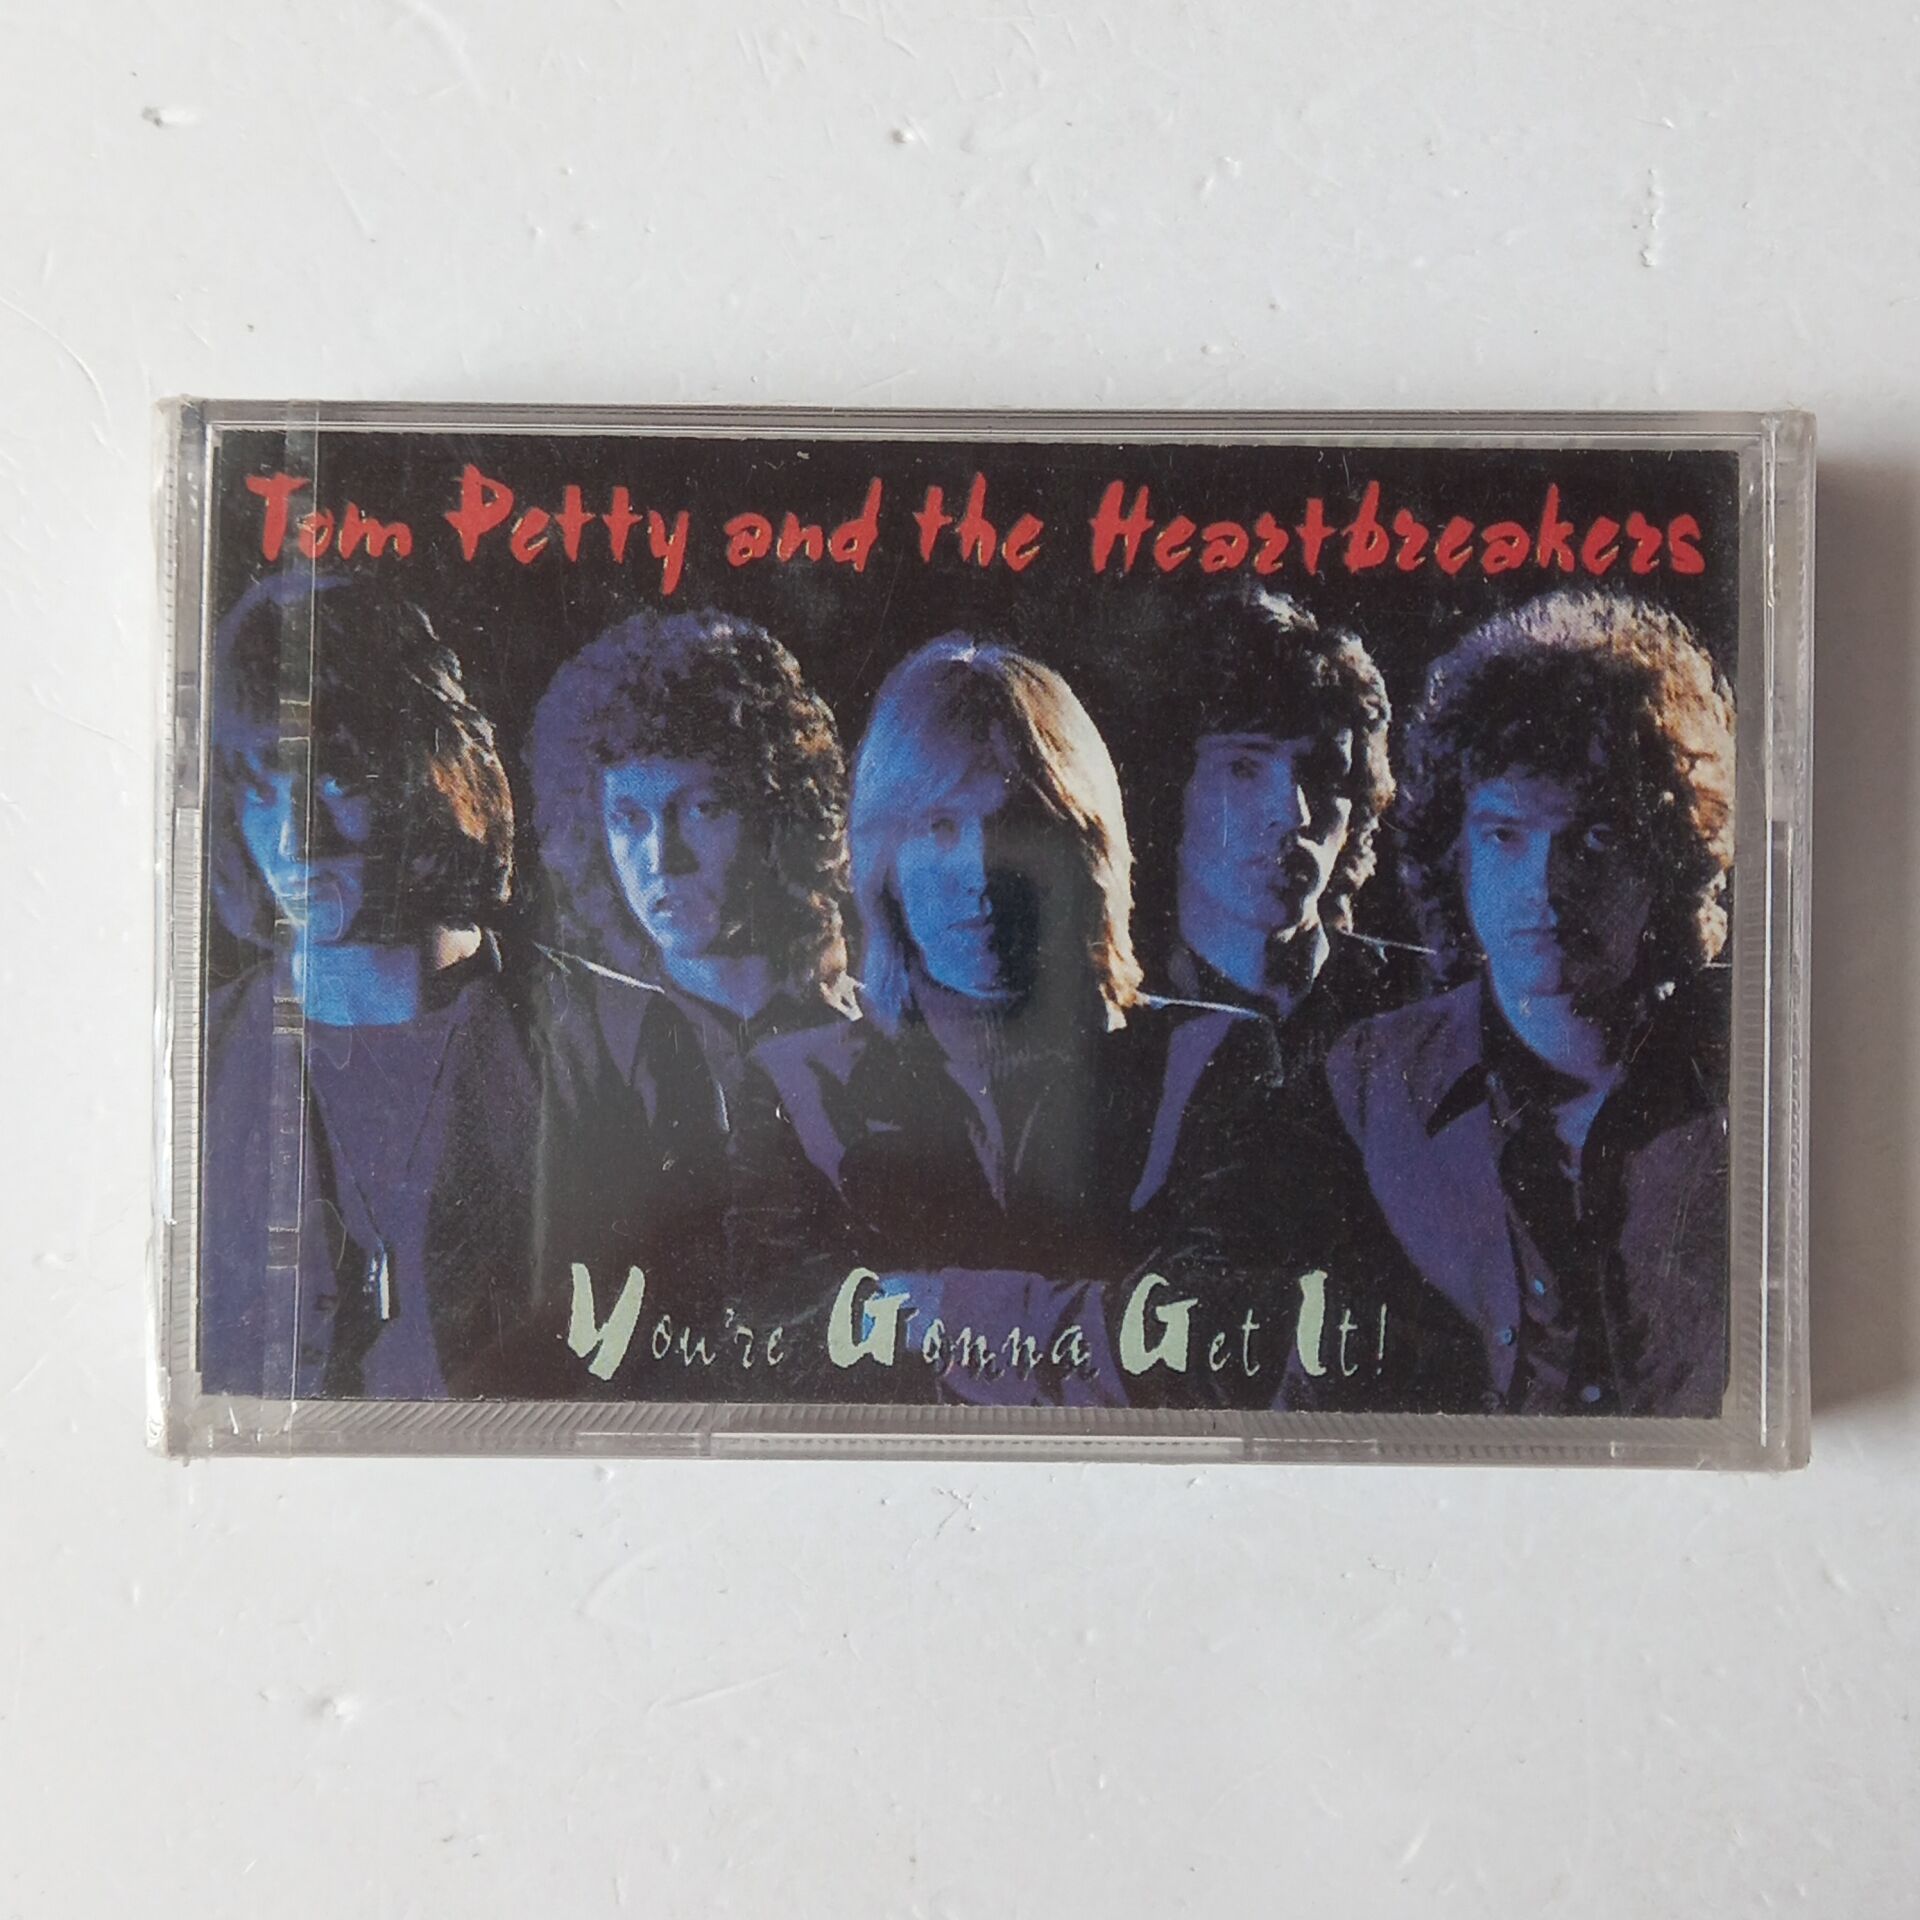 Tom Petty and the Heartbreakers
You're Gonna Get It!